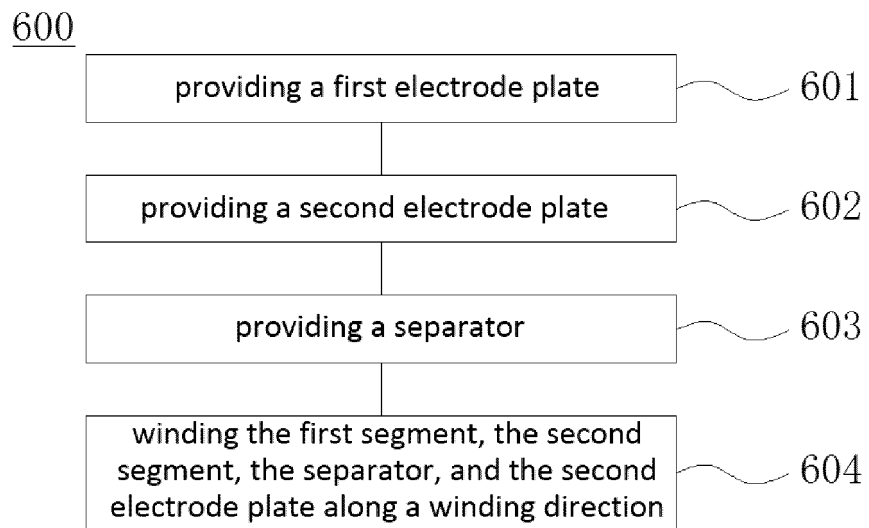 600
providing a first electrode plate
601
providing a second electrode plate
602
providing a separator
603
winding the first segment, the second
segment, the separator, and the second
electrode plate along a winding direction
604